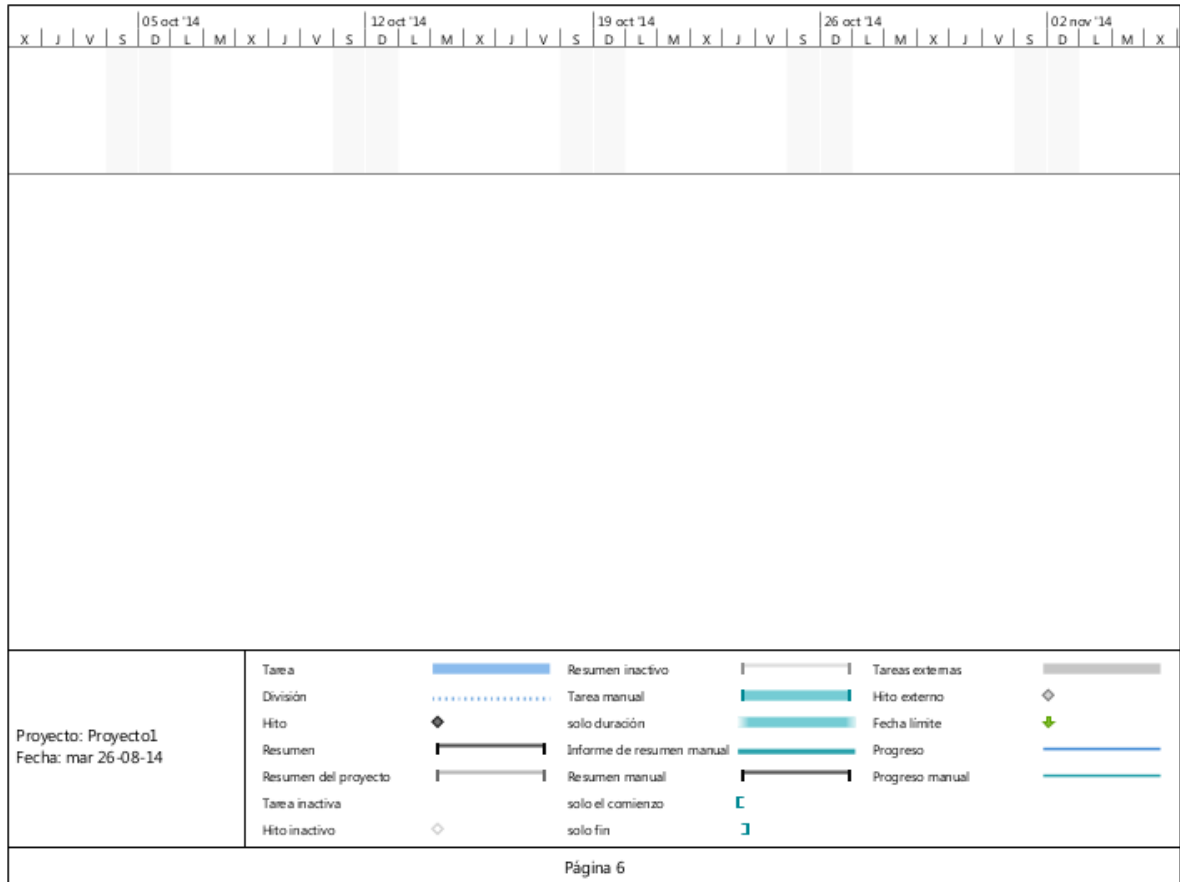 05 oct '14 12 oct '14 19 oct '14 26 oct '14 02 nov '14
X J V S D L M X J V S D L M X J V S D L M X J V S D L M X J V S D L M X
Tarea Resumen inactivo Tareas externas
División Tarea manual Hito externo
Hito solo duración Fecha límite
Proyecto: Proyecto1
Fecha: mar 26-08-14
Resumen Informe de resumen manual Progreso
Resumen del proyecto Resumen manual Progreso manual
Tarea inactiva solo el comienzo
Hito inactivo solo fin
Página 6